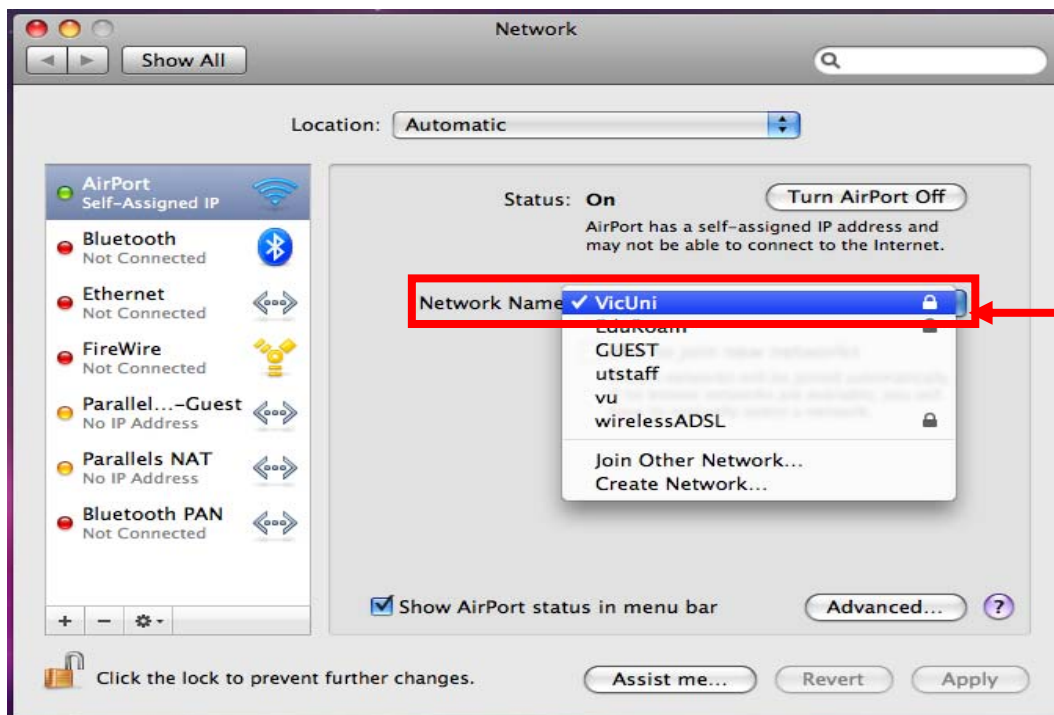 Network
Show All
Location: Automatic
AirPort
Self-Assigned IP
Bluetooth
Not Connected
Ethernet
Not Connected
FireWire
Not Connected
Parallel...-Guest
No IP Address
Parallels NAT
No IP Address
Bluetooth PAN
Not Connected
Status: On
Turn AirPort Off
AirPort has a self-assigned IP address and
may not be able to connect to the Internet.
Network Name
✓ VicUni
EduRoam
GUEST
utstaff
vu
wirelessADSL
Join Other Network...
Create Network...
Show AirPort status in menu bar
Advanced... ?
Click the lock to prevent further changes.
Assist me... Revert Apply